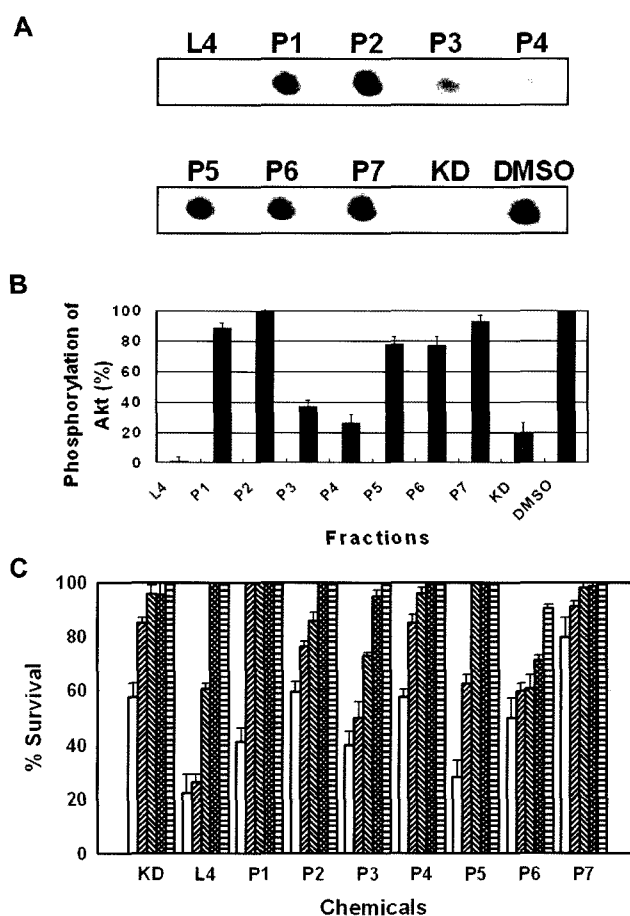 A
L4 P1 P2 P3 P4
P5 P6 P7 KD DMSO
B
Phosphorylation of
Akt (%)
100
80
60
40
20
0
L4 P1 P2 P3 P4 P5 P6 P7 KD DMSO
Fractions
C
% Survival
100
80
60
40
20
0
KD L4 P1 P2 P3 P4 P5 P6 P7
Chemicals